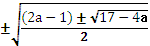 ±√(((2a − 1) ± √(17 − 4a))/2)